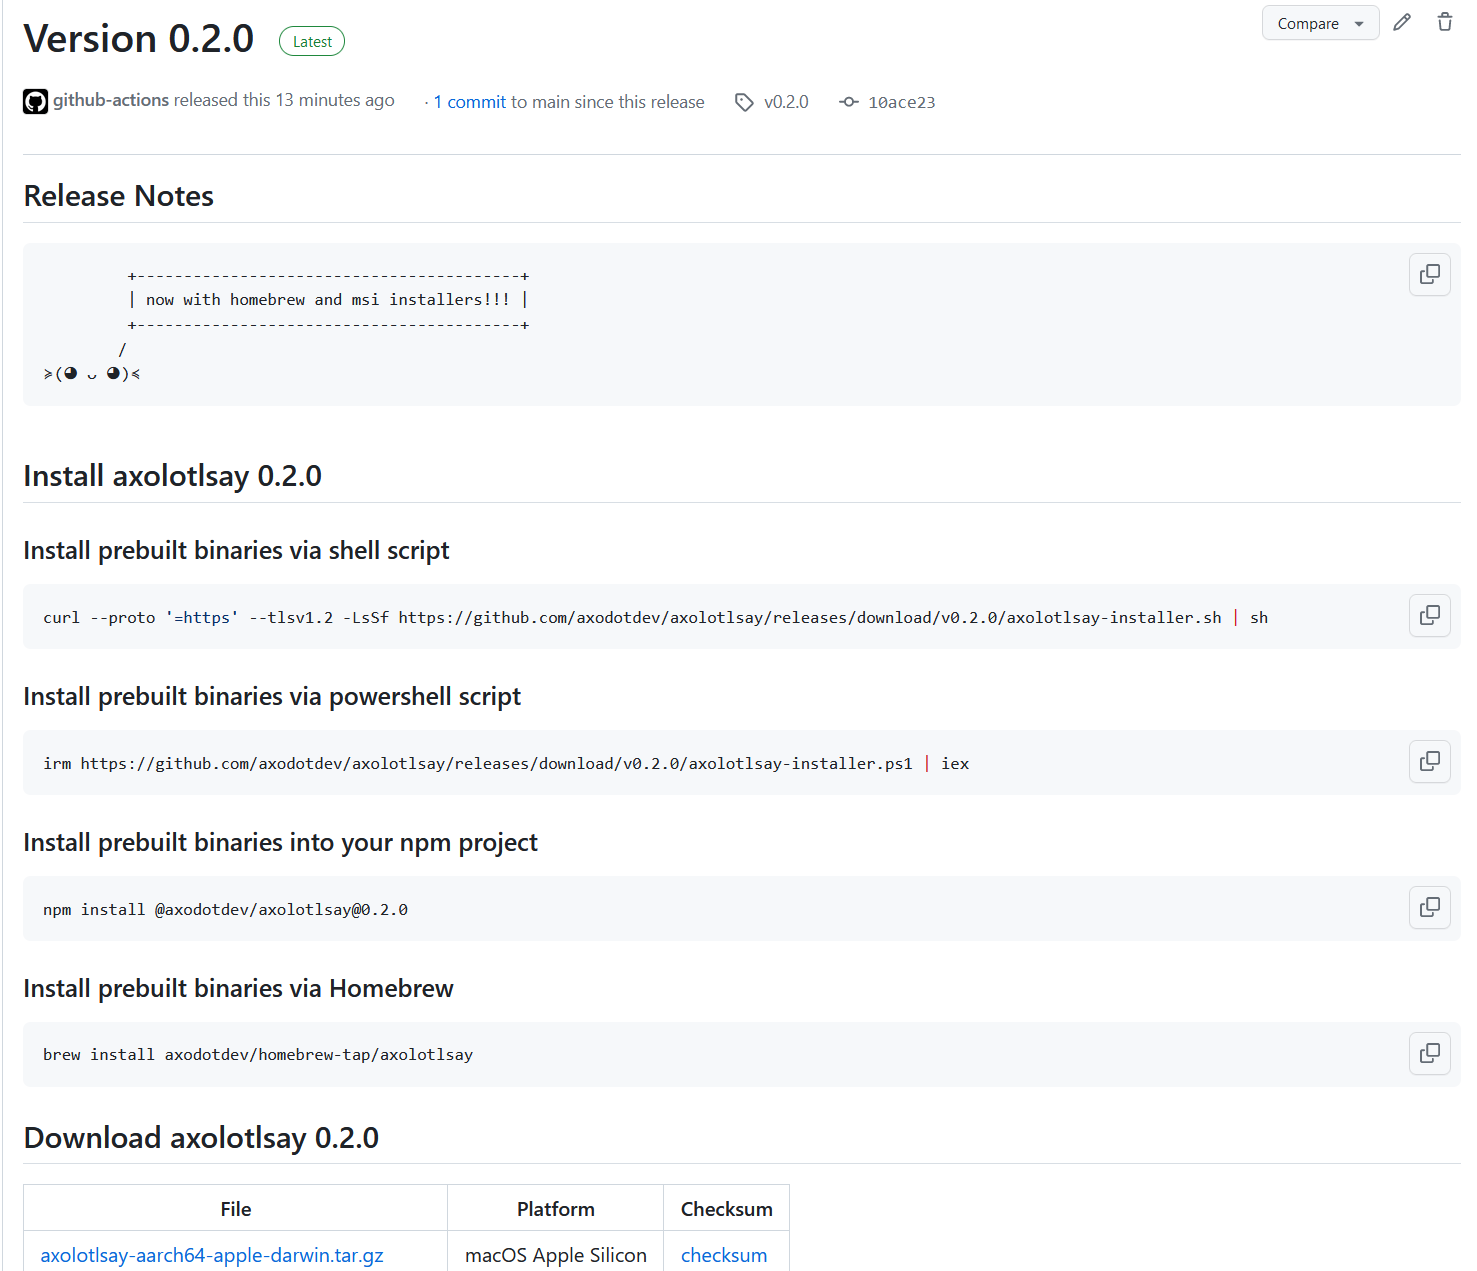 Version 0.2.0 Latest Compare
github-actions released this 13 minutes ago · 1 commit to main since this release v0.2.0 10ace23
Release Notes
+-----------------------------------------+
| now with homebrew and msi installers!!! |
+-----------------------------------------+
/
≽(◕ ᴗ ◕)≼
Install axolotlsay 0.2.0
Install prebuilt binaries via shell script
curl --proto '=https' --tlsv1.2 -LsSf https://github.com/axodotdev/axolotlsay/releases/download/v0.2.0/axolotlsay-installer.sh | sh
Install prebuilt binaries via powershell script
irm https://github.com/axodotdev/axolotlsay/releases/download/v0.2.0/axolotlsay-installer.ps1 | iex
Install prebuilt binaries into your npm project
npm install @axodotdev/axolotlsay@0.2.0
Install prebuilt binaries via Homebrew
brew install axodotdev/homebrew-tap/axolotlsay
Download axolotlsay 0.2.0
File Platform Checksum
axolotlsay-aarch64-apple-darwin.tar.gz macOS Apple Silicon checksum